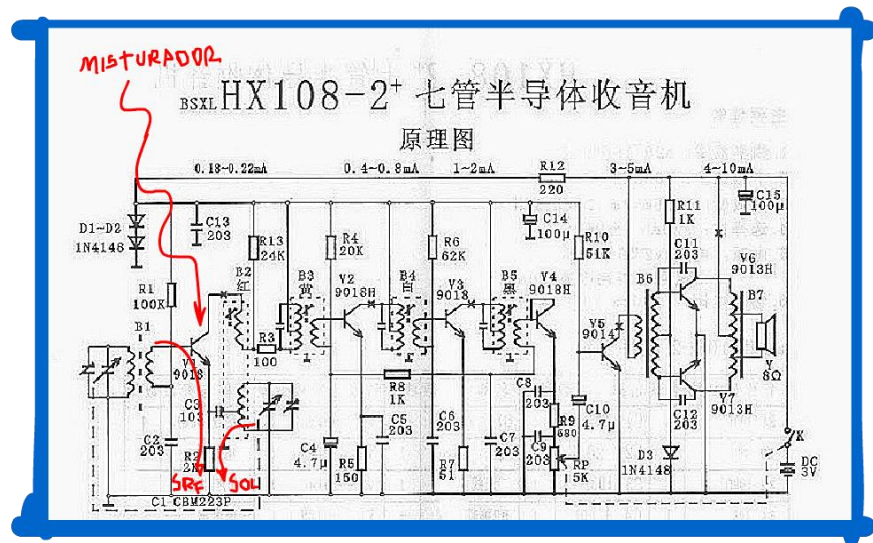 MISTURADOR
BSXL HX108-2+ 七管半导体收音机
原理图
0.18~0.22mA 0.4~0.8mA 1~2mA R12 220 3~5mA 4~10mA
D1~D2
1N4148
C13
203
C14
100μ
C15
100μ
R11
1K
R13
24K
R4
20K
R6
62K
R10
51K
C11
203
V6
9013H
R1
100K
B2
红
B3
黄
V2
9018H
B4
白
V3
9018
B5
黑
V4
9018H
B6
B7
B1
V1
9018
R3
100
V5
9014
Y
8Ω
R8
1K
C3
103
C8
203
C12
203
V7
9013H
C2
203
R2
2K
C4
4.7μ
R5
150
C5
203
C6
203
R7
51
C7
203
C9
203
R9
680
RP
5K
C10
4.7μ
D3
1N4148
K
DC
3V
SRF SOL
C1 CBM223P